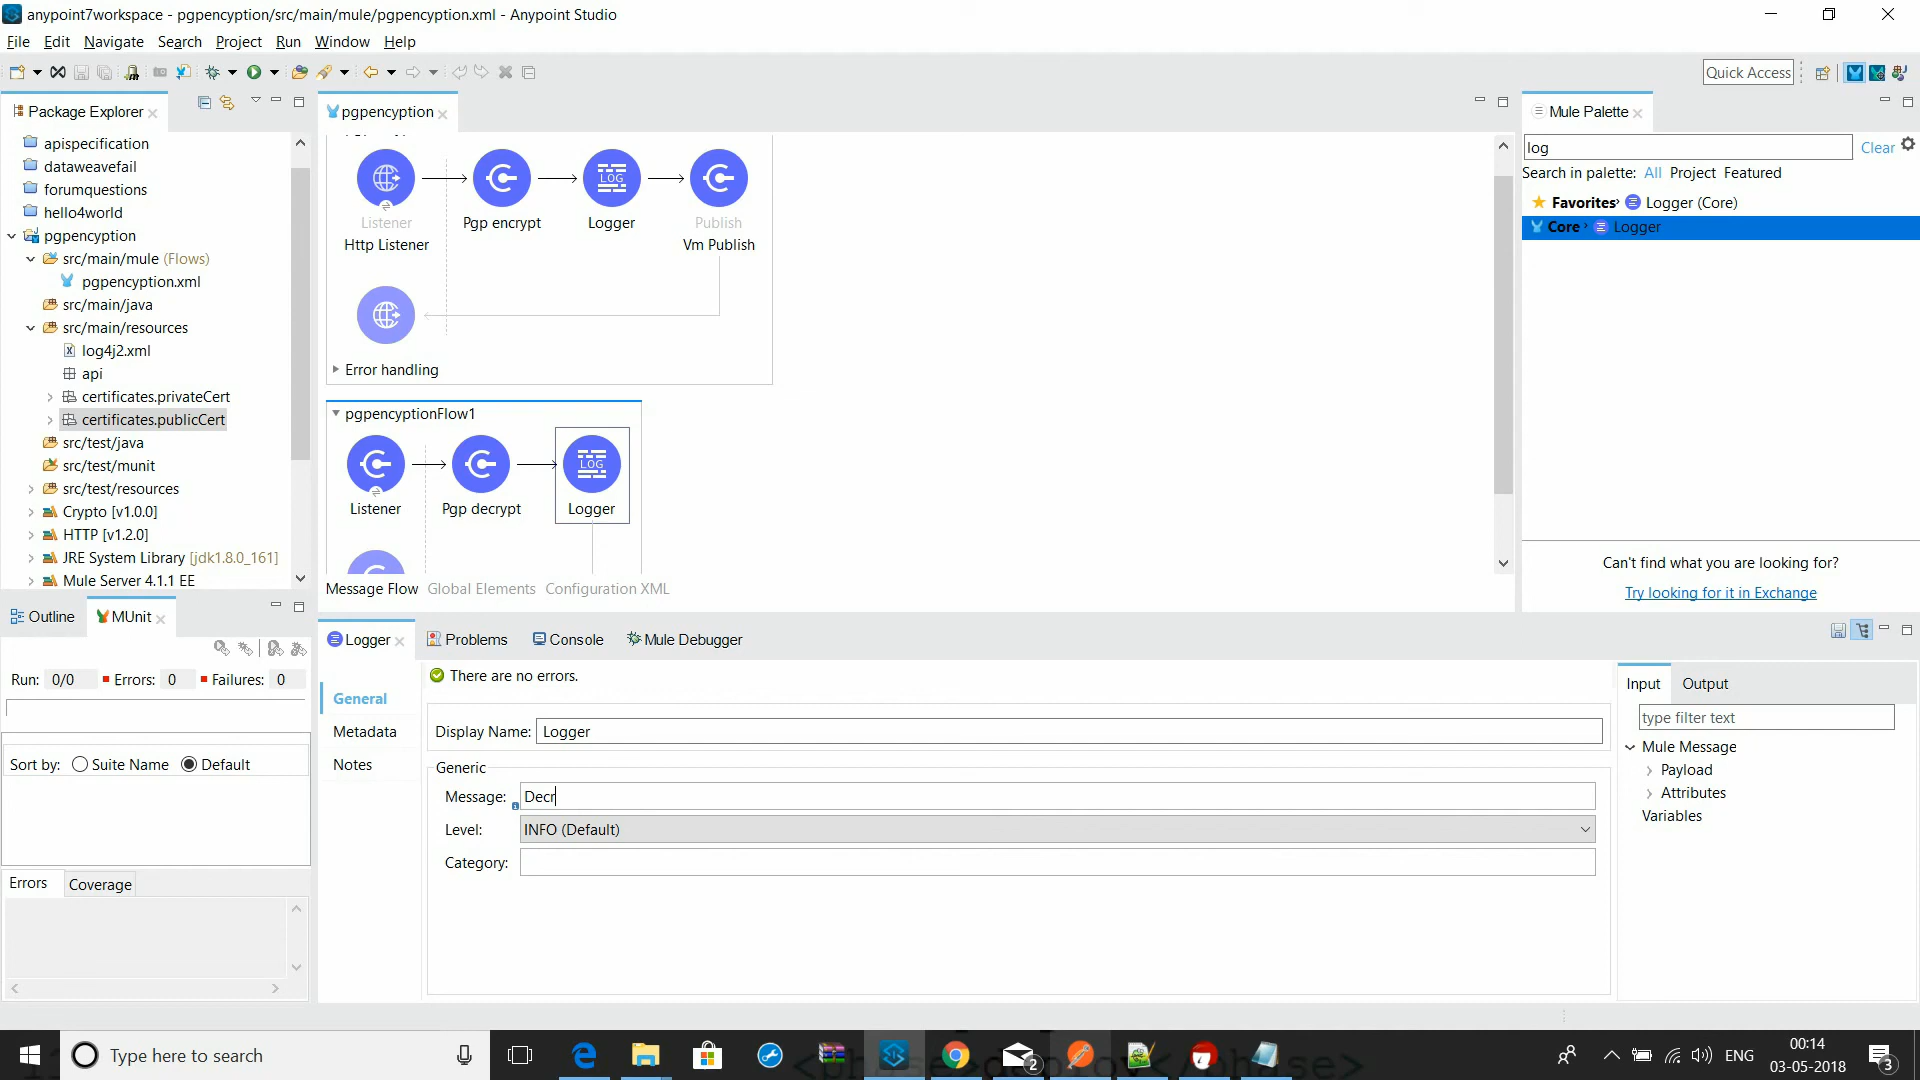 anypoint7workspace - pgpencyption/src/main/mule/pgpencyption.xml - Anypoint Studio
File Edit Navigate Search Project Run Window Help
Quick Access
Package Explorer
apispecification
dataweavefail
forumquestions
hello4world
pgpencyption
src/main/mule (Flows)
pgpencyption.xml
src/main/java
src/main/resources
log4j2.xml
api
certificates.privateCert
certificates.publicCert
src/test/java
src/test/munit
src/test/resources
Crypto [v1.0.0]
HTTP [v1.2.0]
JRE System Library [jdk1.8.0_161]
Mule Server 4.1.1 EE
pgpencyption
LOG
Listener Pgp encrypt Logger Publish
Http Listener Vm Publish
Error handling
pgpencyptionFlow1
LOG
Listener Pgp decrypt Logger
Message Flow Global Elements Configuration XML
Mule Palette
log
Clear
Search in palette: All Project Featured
Favorites Logger (Core)
Core Logger
Can't find what you are looking for?
Try looking for it in Exchange
Outline MUnit
Run: 0/0 Errors: 0 Failures: 0
Sort by: Suite Name Default
Errors Coverage
Logger Problems Console Mule Debugger
There are no errors.
General
Metadata
Notes
Display Name: Logger
Generic
Message: Decr
Level: INFO (Default)
Category:
Input Output
type filter text
Mule Message
Payload
Attributes
Variables
Type here to search
2
ENG
00:14
03-05-2018
3